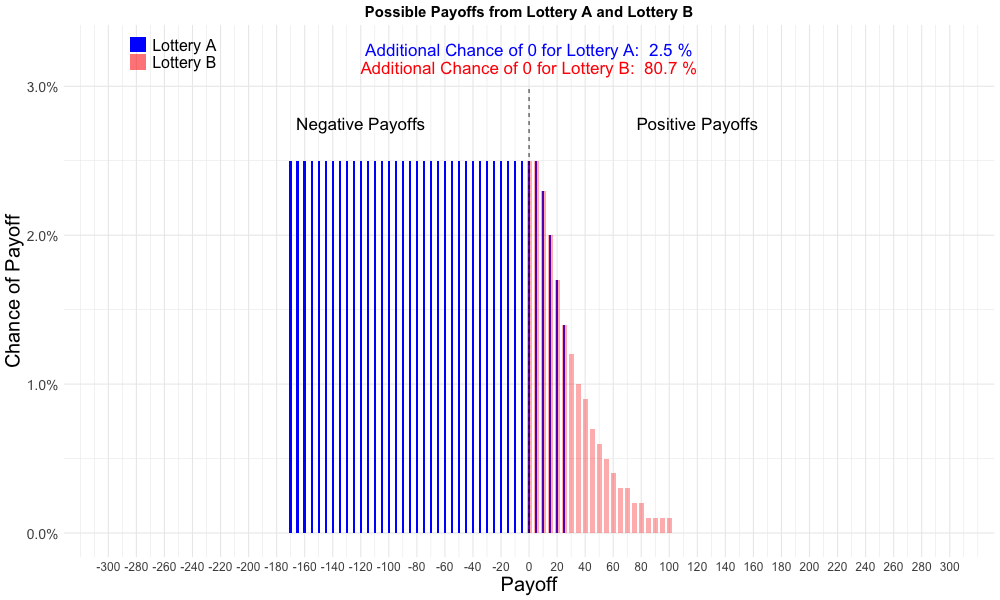 Possible Payoffs from Lottery A and Lottery B
Lottery A
Lottery B
Additional Chance of 0 for Lottery A:  2.5 %
Additional Chance of 0 for Lottery B:  80.7 %
Negative Payoffs
Positive Payoffs
Chance of Payoff
3.0%
2.0%
1.0%
0.0%
-300 -280 -260 -240 -220 -200 -180 -160 -140 -120 -100 -80 -60 -40 -20 0 20 40 60 80 100 120 140 160 180 200 220 240 260 280 300
Payoff